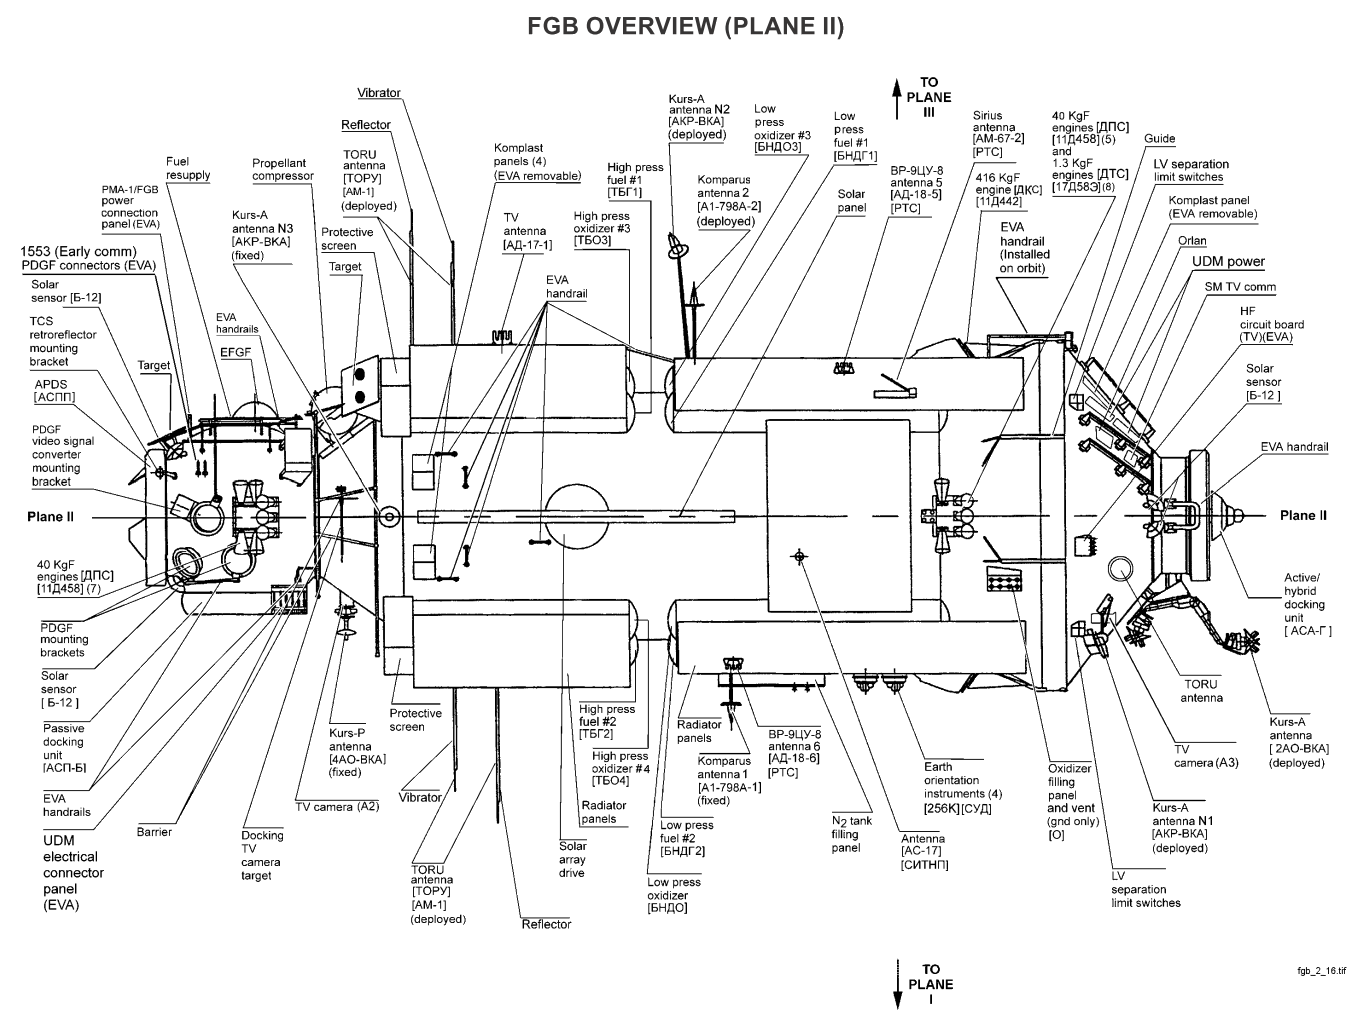 FGB OVERVIEW (PLANE II)
TO
PLANE
III
Vibrator
Reflector
TORU
antenna
[ТОРУ]
[AM-1]
(deployed)
Protective
screen
Target
Fuel
resupply
Propellant
compressor
PMA-1/FGB
power
connection
panel (EVA)
Kurs-A
antenna N3
[АКР-ВКА]
(fixed)
1553 (Early comm)
PDGF connectors (EVA)
Solar
sensor [Б-12]
TCS
retroreflector
mounting
bracket
Target
EVA
handrails
EFGF
APDS
[АСПП]
PDGF
video signal
converter
mounting
bracket
Komplast
panels (4)
(EVA removable)
TV
antenna
[АД-17-1]
EVA
handrail
High press
fuel #1
[ТБГ1]
High press
oxidizer #3
[ТБО3]
Kurs-A
antenna N2
[АКР-ВКА]
(deployed)
Komparus
antenna 2
[А1-798А-2]
(deployed)
Low
press
oxidizer #3
[БНДО3]
Low
press
fuel #1
[БНДГ1]
Solar
panel
ВР-9ЦУ-8
antenna 5
[АД-18-5]
[РТС]
Sirius
antenna
[АМ-67-2]
[РТС]
416 KgF
engine [ДКС]
[11Д442]
EVA
handrail
(Installed
on orbit)
40 KgF
engines [ДПС]
[11Д458] (5)
and
1.3 KgF
engines [ДТС]
[17Д58Э] (8)
Guide
LV separation
limit switches
Komplast panel
(EVA removable)
Orlan
UDM power
SM TV comm
HF
circuit board
(TV)(EVA)
Solar
sensor
[Б-12 ]
EVA handrail
Plane II
Plane II
40 KgF
engines [ДПС]
[11Д458] (7)
PDGF
mounting
brackets
Solar
sensor
[ Б-12 ]
Passive
docking
unit
[АСП-Б]
EVA
handrails
UDM
electrical
connector
panel
(EVA)
Barrier
Docking
TV
camera
target
TV camera (A2)
Kurs-P
antenna
[4АО-ВКА]
(fixed)
Protective
screen
Vibrator
TORU
antenna
[ТОРУ]
[AM-1]
(deployed)
Reflector
Solar
array
drive
Radiator
panels
High press
fuel #2
[ТБГ2]
High press
oxidizer #4
[ТБО4]
Low press
fuel #2
[БНДГ2]
Low press
oxidizer
[БНДО]
Radiator
panels
Komparus
antenna 1
[А1-798А-1]
(fixed)
ВР-9ЦУ-8
antenna 6
[АД-18-6]
[РТС]
N2 tank
filling
panel
Antenna
[АС-17]
[СИТНП]
Earth
orientation
instruments (4)
[256К][СУД]
Oxidizer
filling
panel
and vent
(gnd only)
[О]
LV
separation
limit switches
Kurs-A
antenna N1
[АКР-ВКА]
(deployed)
TV
camera (A3)
TORU
antenna
Kurs-A
antenna
[ 2АО-ВКА]
(deployed)
Active/
hybrid
docking
unit
[ АСА-Г ]
TO
PLANE
I
fgb_2_16.tif